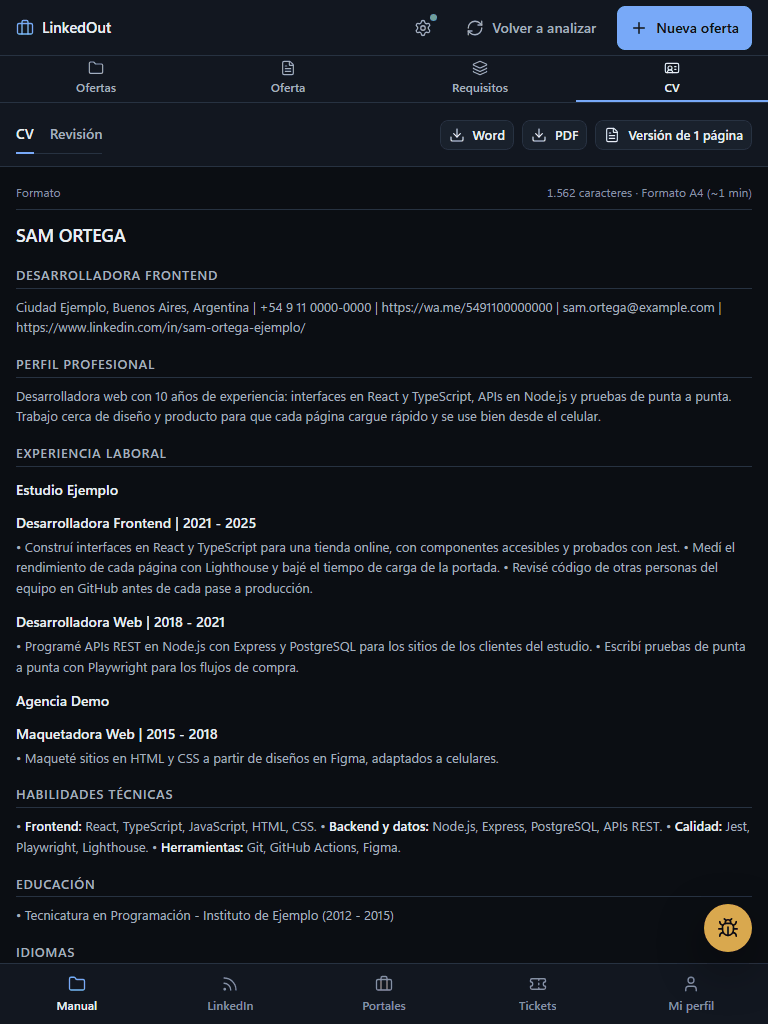 LinkedOut
Volver a analizar
Nueva oferta
Ofertas
Oferta
Requisitos
CV
CV
Revisión
Word
PDF
Versión de 1 página
Formato
1.562 caracteres · Formato A4 (~1 min)
SAM ORTEGA
DESARROLLADORA FRONTEND
Ciudad Ejemplo, Buenos Aires, Argentina | +54 9 11 0000-0000 | https://wa.me/5491100000000 | sam.ortega@example.com |
https://www.linkedin.com/in/sam-ortega-ejemplo/
PERFIL PROFESIONAL
Desarrolladora web con 10 años de experiencia: interfaces en React y TypeScript, APIs en Node.js y pruebas de punta a punta.
Trabajo cerca de diseño y producto para que cada página cargue rápido y se use bien desde el celular.
EXPERIENCIA LABORAL
Estudio Ejemplo
Desarrolladora Frontend | 2021 - 2025
• Construí interfaces en React y TypeScript para una tienda online, con componentes accesibles y probados con Jest. • Medí el
rendimiento de cada página con Lighthouse y bajé el tiempo de carga de la portada. • Revisé código de otras personas del
equipo en GitHub antes de cada pase a producción.
Desarrolladora Web | 2018 - 2021
• Programé APIs REST en Node.js con Express y PostgreSQL para los sitios de los clientes del estudio. • Escribí pruebas de punta
a punta con Playwright para los flujos de compra.
Agencia Demo
Maquetadora Web | 2015 - 2018
• Maqueté sitios en HTML y CSS a partir de diseños en Figma, adaptados a celulares.
HABILIDADES TÉCNICAS
• Frontend: React, TypeScript, JavaScript, HTML, CSS. • Backend y datos: Node.js, Express, PostgreSQL, APIs REST. • Calidad: Jest,
Playwright, Lighthouse. • Herramientas: Git, GitHub Actions, Figma.
EDUCACIÓN
• Tecnicatura en Programación - Instituto de Ejemplo (2012 - 2015)
IDIOMAS
Manual
LinkedIn
Portales
Tickets
Mi perfil